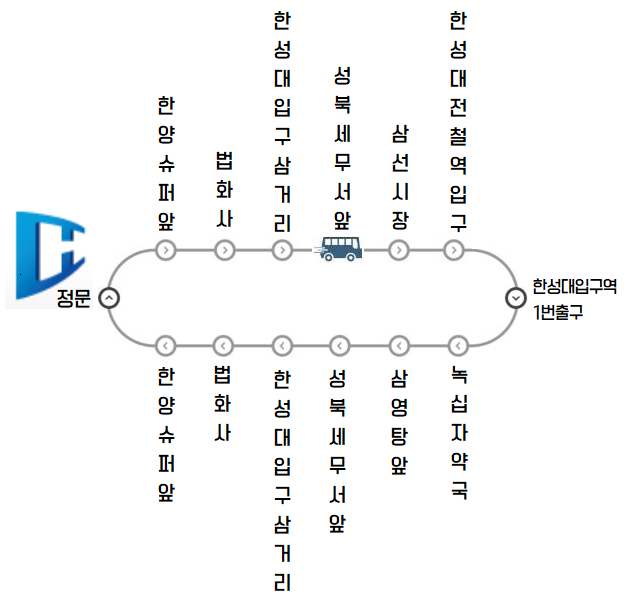 한양슈퍼앞
법화사
한성대입구삼거리
성북세무서앞
삼선시장
한성대전철역입구
정문
한성대입구역
1번출구
한양슈퍼앞
법화사
한성대입구삼거리
성북세무서앞
삼영탕앞
녹십자약국